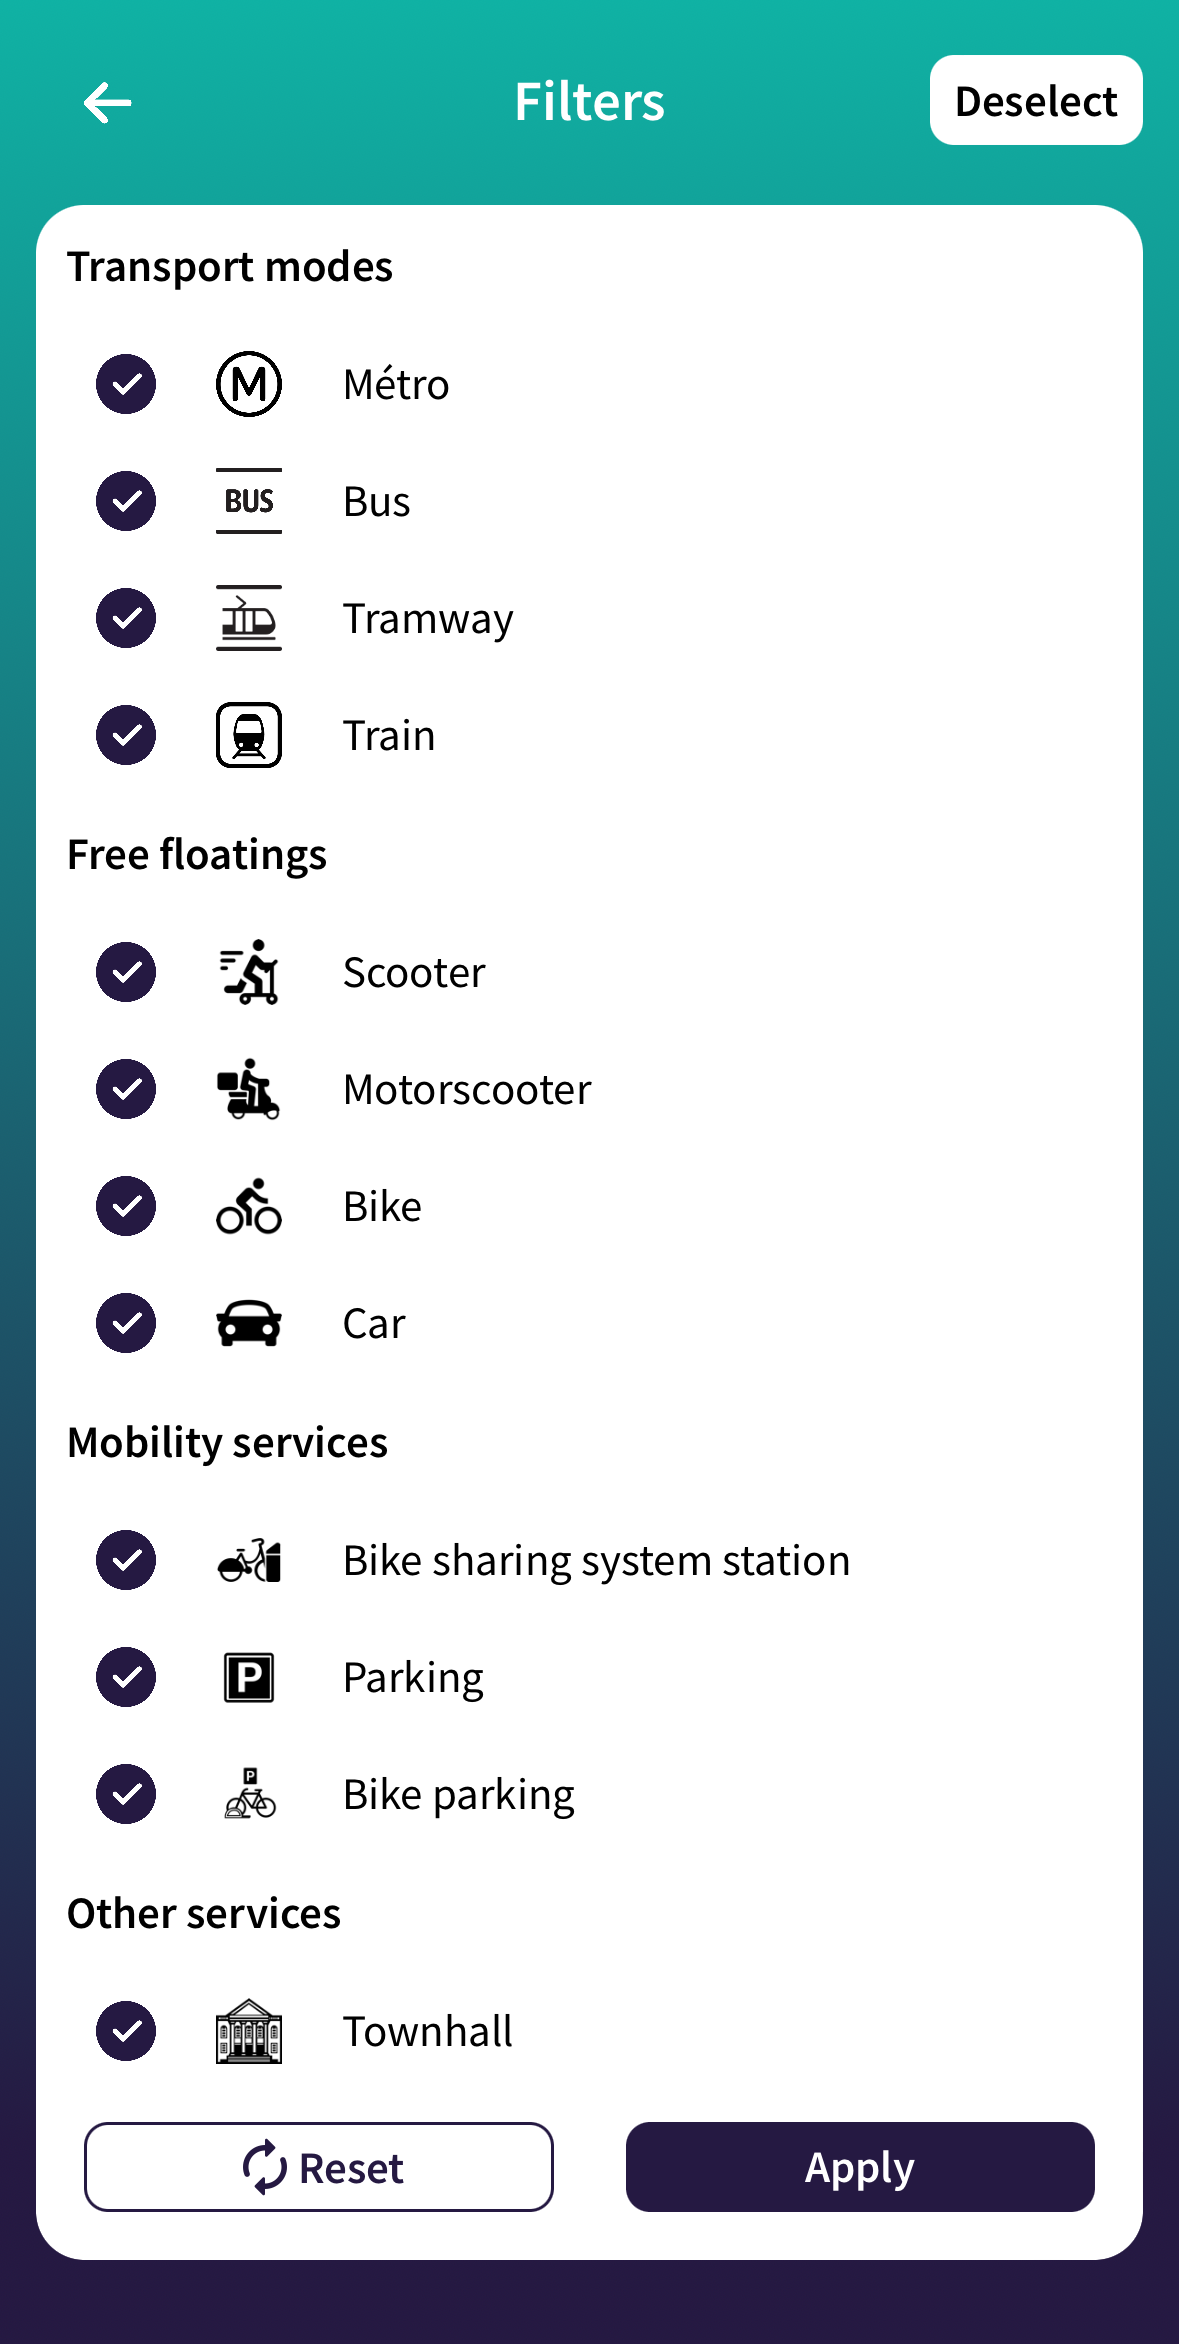 Filters
Deselect
Transport modes
M Métro
BUS Bus
Tramway
Train
Free floatings
Scooter
Motorscooter
Bike
Car
Mobility services
Bike sharing system station
P Parking
P Bike parking
Other services
Townhall
Reset
Apply